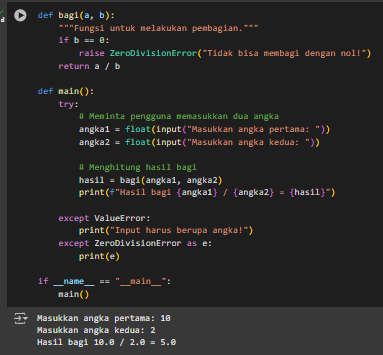 def bagi(a, b):
    """Fungsi untuk melakukan pembagian."""
    if b == 0:
        raise ZeroDivisionError("Tidak bisa membagi dengan nol!")
    return a / b
def main():
    try:
        # Meminta pengguna memasukkan dua angka
        angka1 = float(input("Masukkan angka pertama: "))
        angka2 = float(input("Masukkan angka kedua: "))
        # Menghitung hasil bagi
        hasil = bagi(angka1, angka2)
        print(f"Hasil bagi {angka1} / {angka2} = {hasil}")
    except ValueError:
        print("Input harus berupa angka!")
    except ZeroDivisionError as e:
        print(e)
if __name__ == "__main__":
    main()
Masukkan angka pertama: 10
Masukkan angka kedua: 2
Hasil bagi 10.0 / 2.0 = 5.0